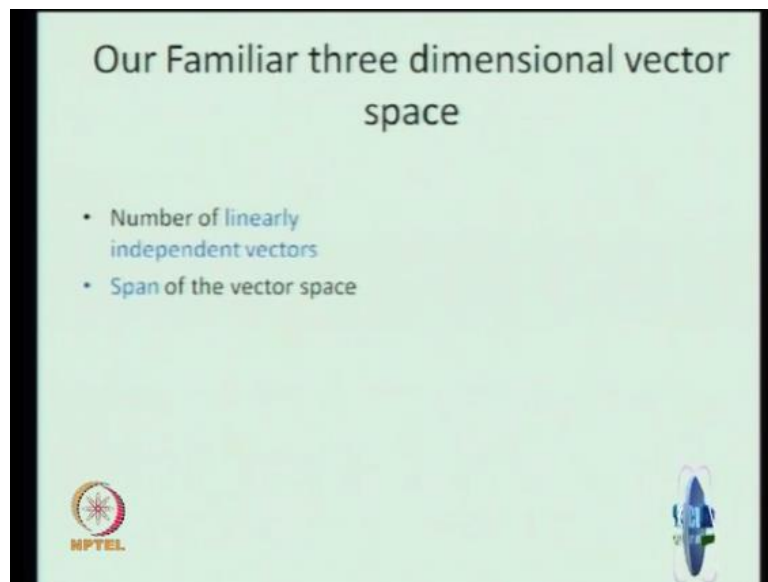 Our Familiar three dimensional vector
space
• Number of linearly
independent vectors
• Span of the vector space
NPTEL